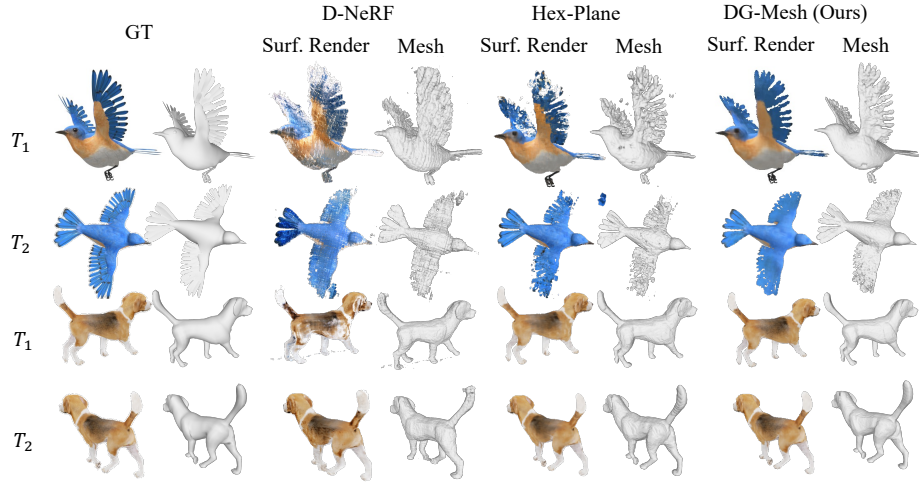 D-NeRF Hex-Plane DG-Mesh (Ours)
GT
Surf. Render Mesh Surf. Render Mesh Surf. Render Mesh
T1
T2
T1
T2